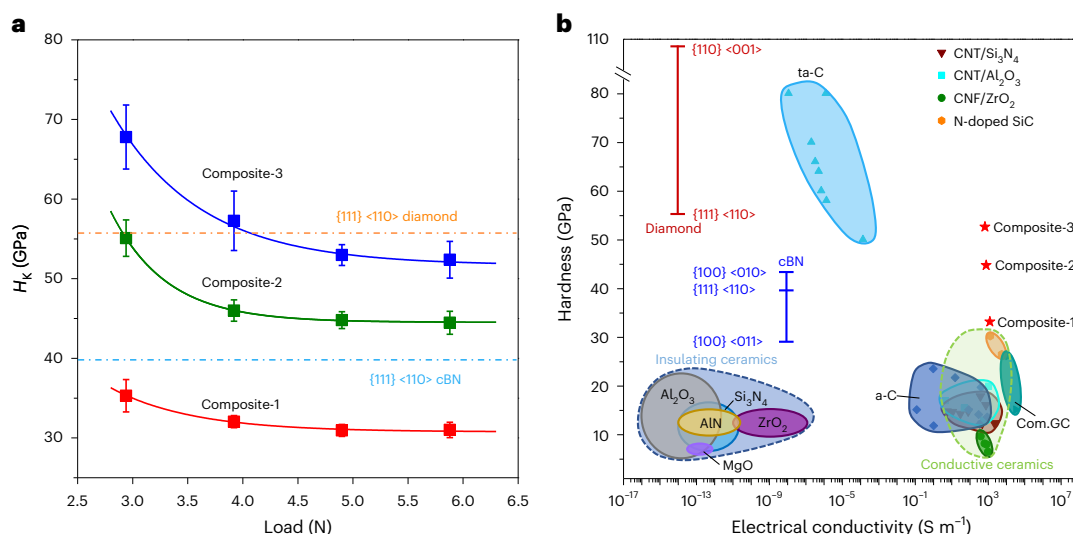 a
80
70
60
50
40
30
H_K (GPa)
Composite-3
{111} <110> diamond
Composite-2
{111} <110> cBN
Composite-1
2.5 3.0 3.5 4.0 4.5 5.0 5.5 6.0 6.5
Load (N)
b
110
80
70
60
50
40
30
20
10
Hardness (GPa)
{110} <001>
ta-C
CNT/Si₃N₄
CNT/Al₂O₃
CNF/ZrO₂
N-doped SiC
{111} <110>
Diamond
Composite-3
cBN
{100} <010>
Composite-2
{111} <110>
Composite-1
{100} <011>
Insulating ceramics
Al₂O₃
Si₃N₄
a-C
AlN
ZrO₂
Com.GC
MgO
Conductive ceramics
10⁻¹⁷ 10⁻¹³ 10⁻⁹ 10⁻⁵ 10⁻¹ 10³ 10⁷
Electrical conductivity (S m⁻¹)